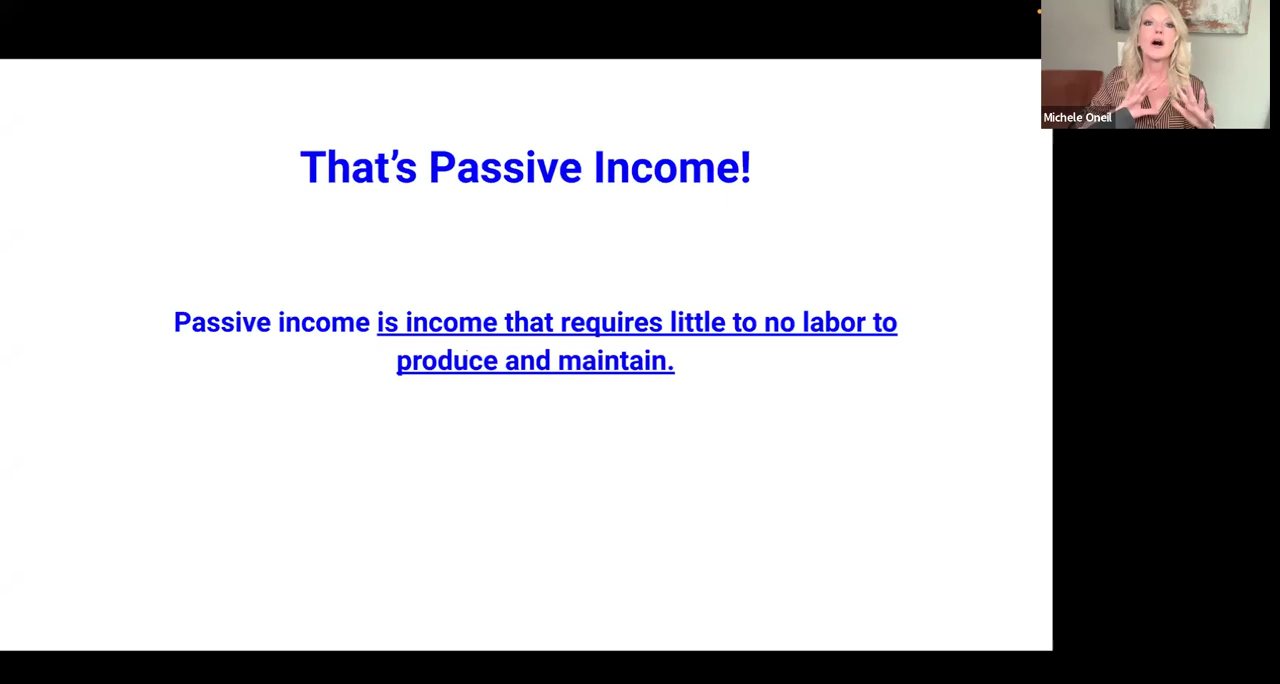 Michele Oneil
That’s Passive Income!
Passive income is income that requires little to no labor to
produce and maintain.